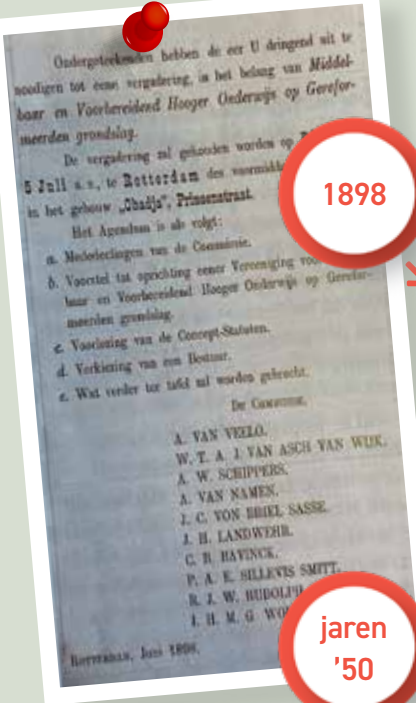 Ondergeteekenden hebben de eer U dringend uit te
noodigen tot eene vergadering, in het belang van Middel-
baar en Voorbereidend Hooger Onderwijs op Gerefor-
meerden grondslag.
De vergadering zal gehouden worden op
5 Juli a.s., te Rotterdam des voormidd
in het gebouw „Obadja", Prinsenstraat.
Het Agendum is als volgt:
a. Mededeelingen van de Commissie.
b. Voorstel tot oprichting eener Vereeniging voo
baar en Voorbereidend Hooger Onderwijs op Gerefor-
meerden grondslag.
c. Voorlezing van de Concept-Statuten.
d. Verkiezing van een Bestuur.
e. Wat verder ter tafel zal worden gebracht.
De Commissie,
A. VAN VEELO.
W. T. A. J. VAN ASCH VAN WIJK.
A. W. SCHIPPERS.
A. VAN NAMEN.
J. C. VON BRIEL SASSE.
J. H. LANDWEHR.
C. B. BAVINCK.
P. A. E. SILLEVIS SMITT.
R. J. W. RUDOLPH
J. H. M. G. WOL
Rotterdam, Juni 1898.
1898
jaren
'50